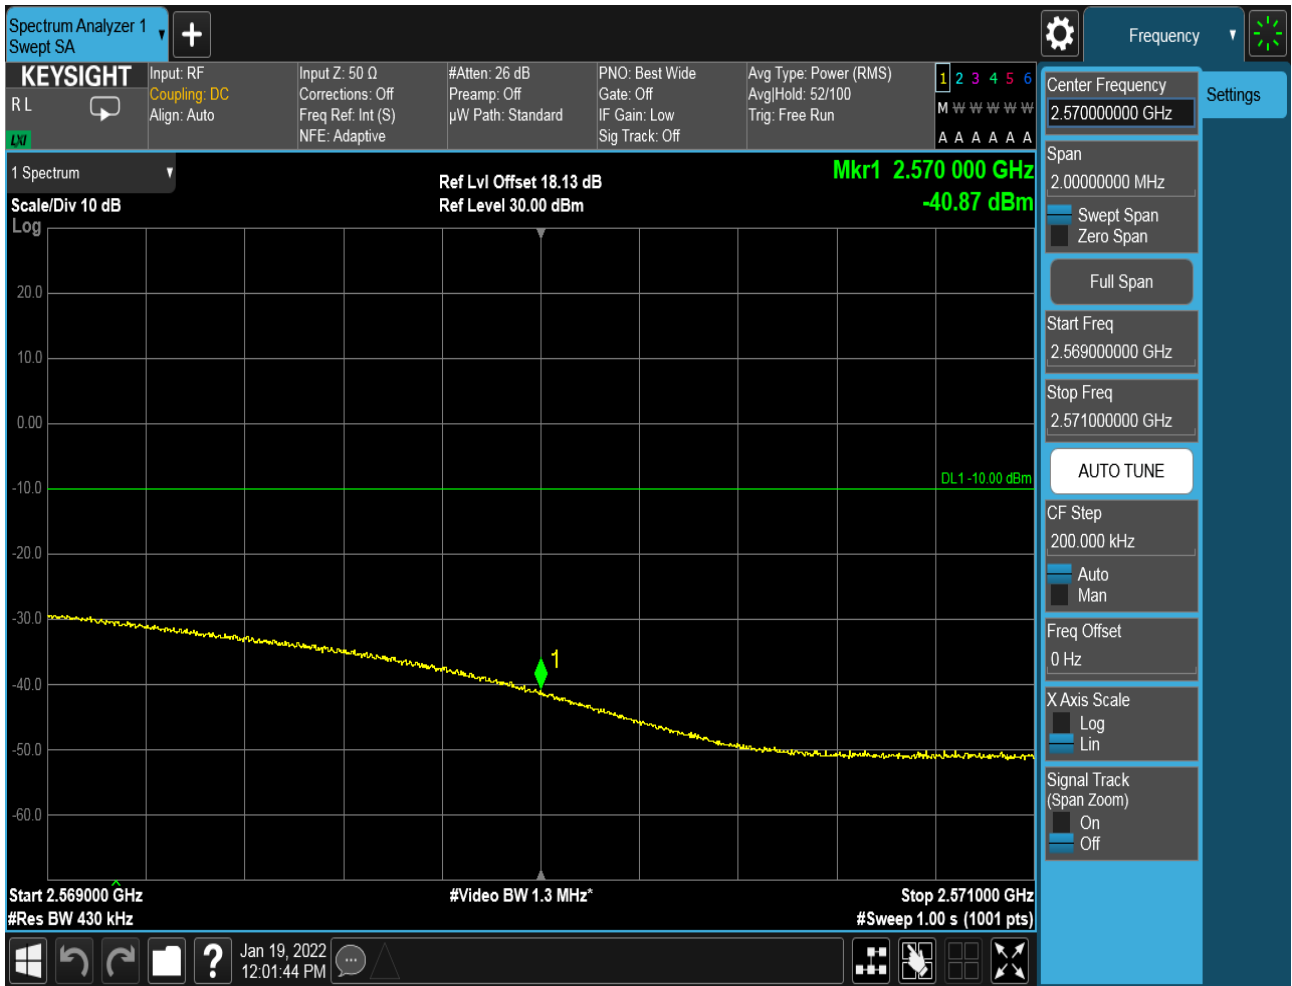 Spectrum Analyzer 1
Swept SA
+
Frequency
KEYSIGHT
R L
LXI
Input: RF
Coupling: DC
Align: Auto
Input Z: 50 Ω
Corrections: Off
Freq Ref: Int (S)
NFE: Adaptive
#Atten: 26 dB
Preamp: Off
µW Path: Standard
PNO: Best Wide
Gate: Off
IF Gain: Low
Sig Track: Off
Avg Type: Power (RMS)
Avg|Hold: 52/100
Trig: Free Run
1 2 3 4 5 6
M W W W W W
A A A A A A
1 Spectrum
Scale/Div 10 dB
Log
Ref Lvl Offset 18.13 dB
Ref Level 30.00 dBm
Mkr1 2.570 000 GHz
-40.87 dBm
20.0
10.0
0.00
-10.0
DL1 -10.00 dBm
-20.0
-30.0
1
-40.0
-50.0
-60.0
Start 2.569000 GHz
#Res BW 430 kHz
#Video BW 1.3 MHz*
Stop 2.571000 GHz
#Sweep 1.00 s (1001 pts)
Center Frequency
2.570000000 GHz
Settings
Span
2.00000000 MHz
Swept Span
Zero Span
Full Span
Start Freq
2.569000000 GHz
Stop Freq
2.571000000 GHz
AUTO TUNE
CF Step
200.000 kHz
Auto
Man
Freq Offset
0 Hz
X Axis Scale
Log
Lin
Signal Track
(Span Zoom)
On
Off
?
Jan 19, 2022
12:01:44 PM